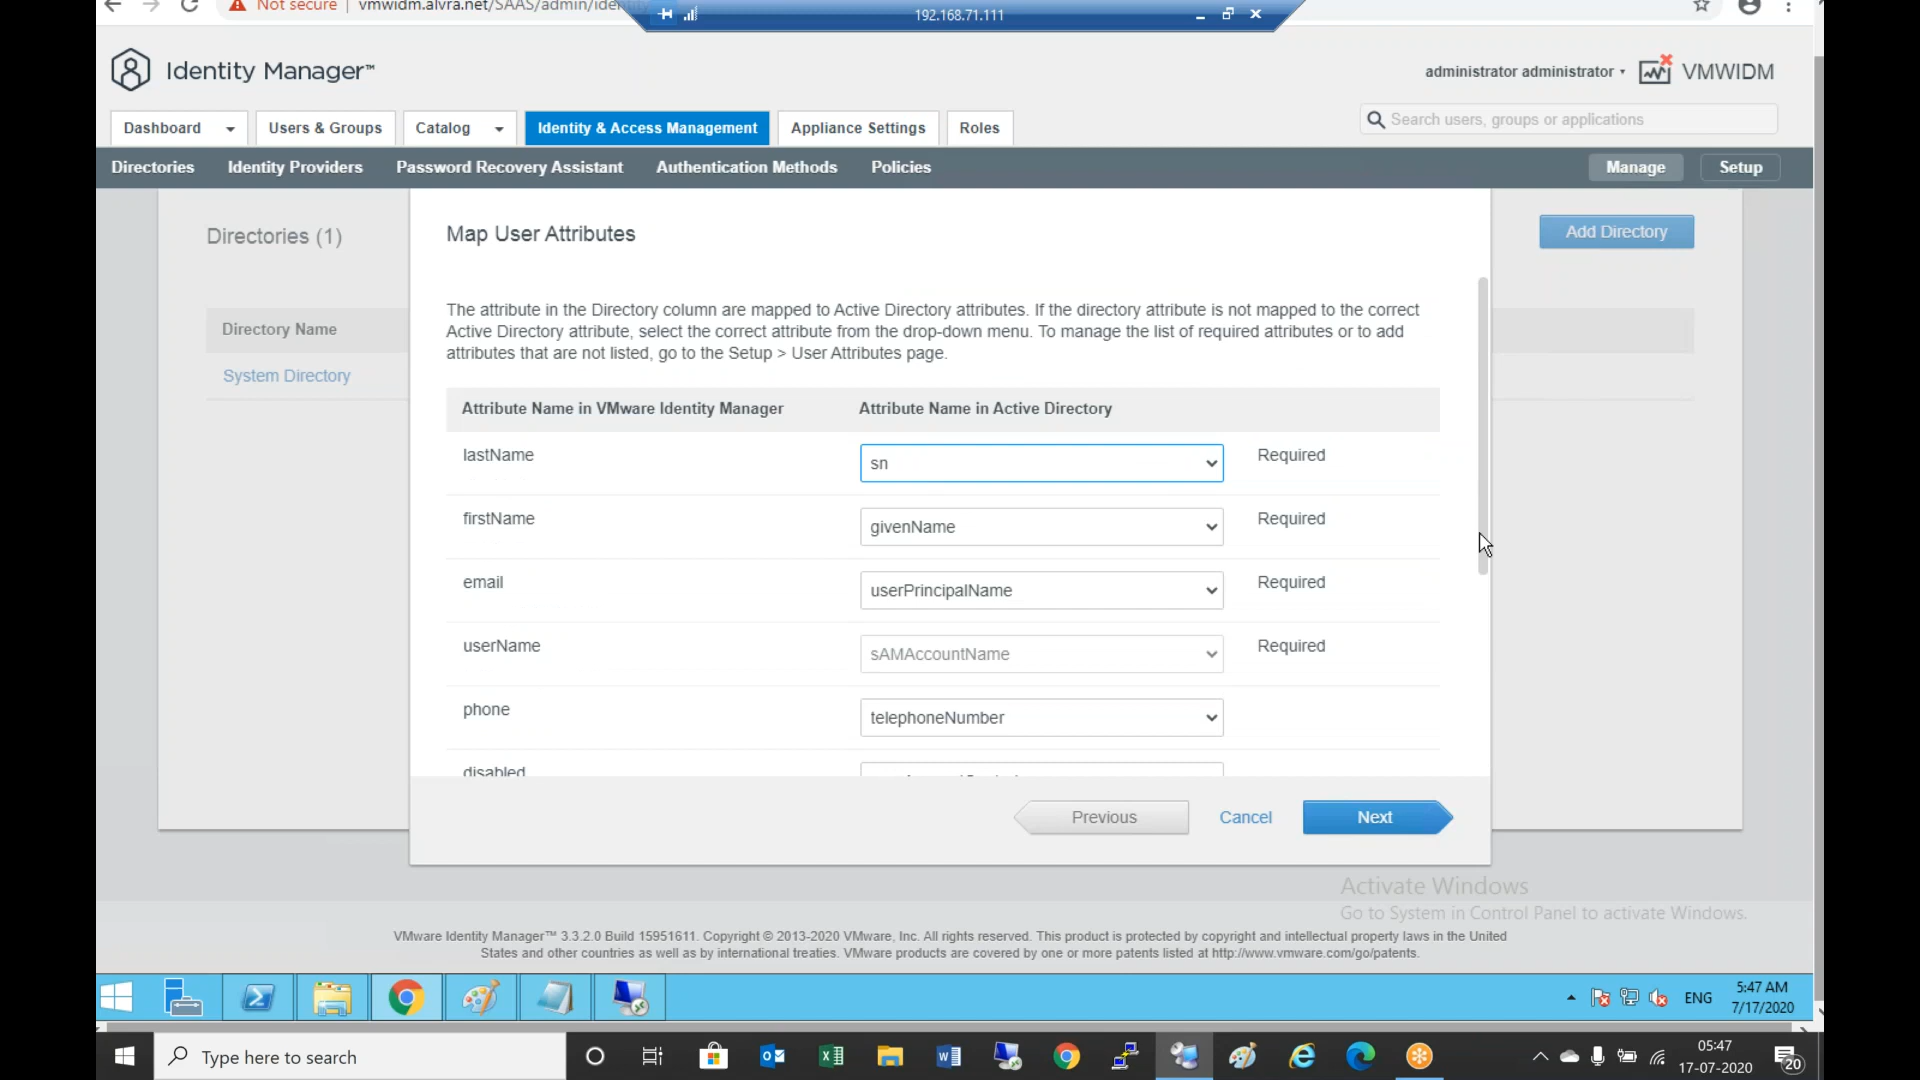 Not secure | vmwidm.alvra.net/SAAS/admin/identity
192.168.71.111
Identity Manager™
administrator administrator
VMWIDM
Dashboard
Users & Groups
Catalog
Identity & Access Management
Appliance Settings
Roles
Search users, groups or applications
Directories
Identity Providers
Password Recovery Assistant
Authentication Methods
Policies
Manage
Setup
Directories (1)
Map User Attributes
Add Directory
The attribute in the Directory column are mapped to Active Directory attributes. If the directory attribute is not mapped to the correct
Active Directory attribute, select the correct attribute from the drop-down menu. To manage the list of required attributes or to add
attributes that are not listed, go to the Setup > User Attributes page.
Directory Name
System Directory
Attribute Name in VMware Identity Manager
Attribute Name in Active Directory
lastName
sn
Required
firstName
givenName
Required
email
userPrincipalName
Required
userName
sAMAccountName
Required
phone
telephoneNumber
disabled
Previous
Cancel
Next
Activate Windows
Go to System in Control Panel to activate Windows.
VMware Identity Manager™ 3.3.2.0 Build 15951611. Copyright © 2013-2020 VMware, Inc. All rights reserved. This product is protected by copyright and intellectual property laws in the United
States and other countries as well as by international treaties. VMware products are covered by one or more patents listed at http://www.vmware.com/go/patents.
ENG
5:47 AM
7/17/2020
Type here to search
05:47
17-07-2020
20